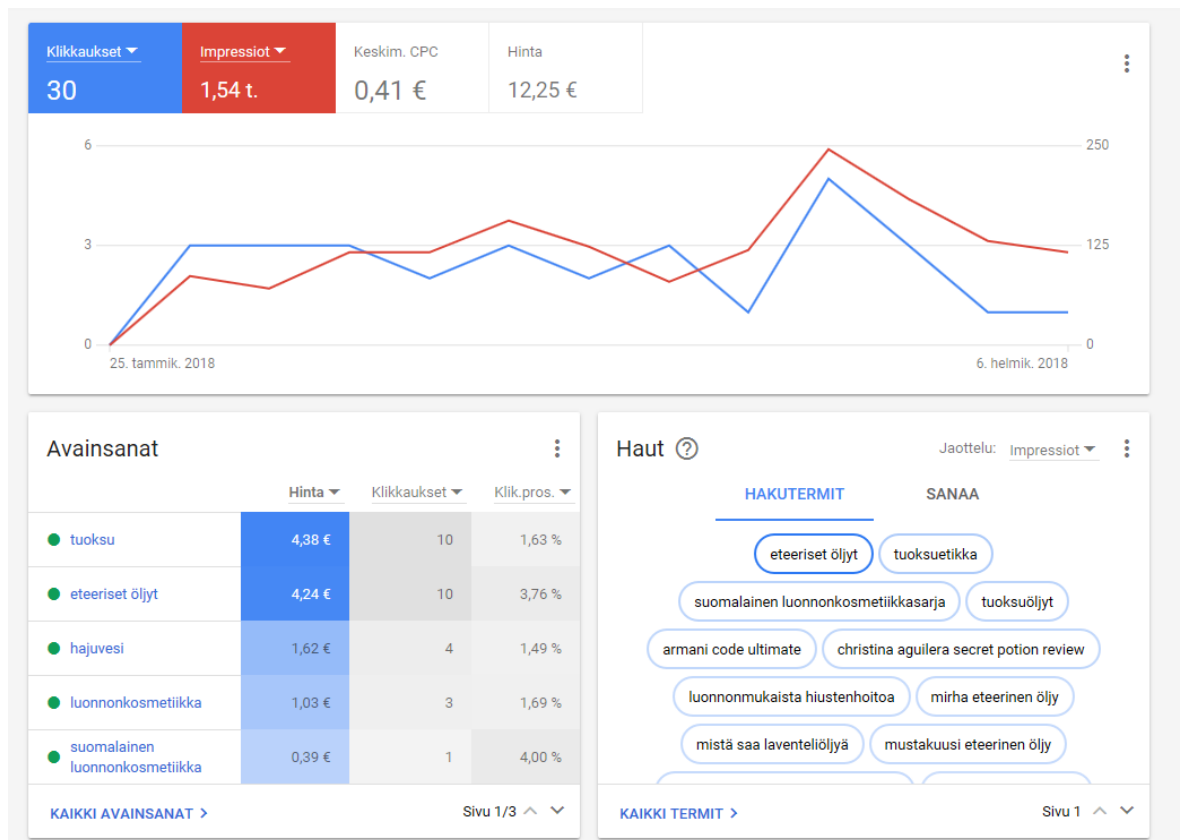 Klikkaukset Impressiot Keskim. CPC Hinta
30 1,54 t. 0,41 € 12,25 €
6 250
3 125
0 0
25. tammik. 2018 6. helmik. 2018
Avainsanat
Hinta Klikkaukset Klik.pros.
tuoksu 4,38 € 10 1,63 %
eteeriset öljyt 4,24 € 10 3,76 %
hajuvesi 1,62 € 4 1,49 %
luonnonkosmetiikka 1,03 € 3 1,69 %
suomalainen
luonnonkosmetiikka 0,39 € 1 4,00 %
KAIKKI AVAINSANAT Sivu 1/3
Haut ? Jaottelu: Impressiot
HAKUTERMIT SANAA
eteeriset öljyt tuoksuetikka
suomalainen luonnonkosmetiikkasarja tuoksuöljyt
armani code ultimate christina aguilera secret potion review
luonnonmukaista hiustenhoitoa mirha eteerinen öljy
mistä saa laventeliöljyä mustakuusi eteerinen öljy
KAIKKI TERMIT Sivu 1